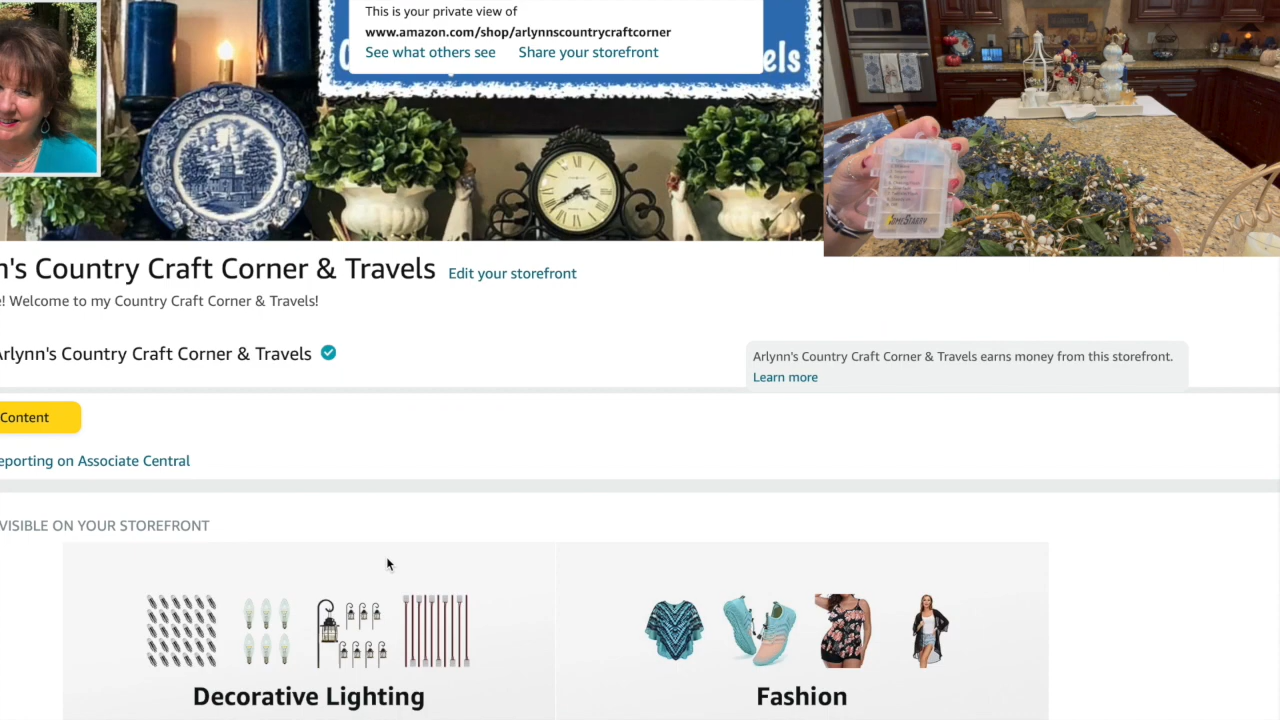 This is your private view of
www.amazon.com/shop/arlynnscountrycraftcorner
See what others see Share your storefront
els
n's Country Craft Corner & Travels Edit your storefront
e! Welcome to my Country Craft Corner & Travels!
Arlynn's Country Craft Corner & Travels
Arlynn's Country Craft Corner & Travels earns money from this storefront.
Learn more
Content
eporting on Associate Central
VISIBLE ON YOUR STOREFRONT
Decorative Lighting
Fashion